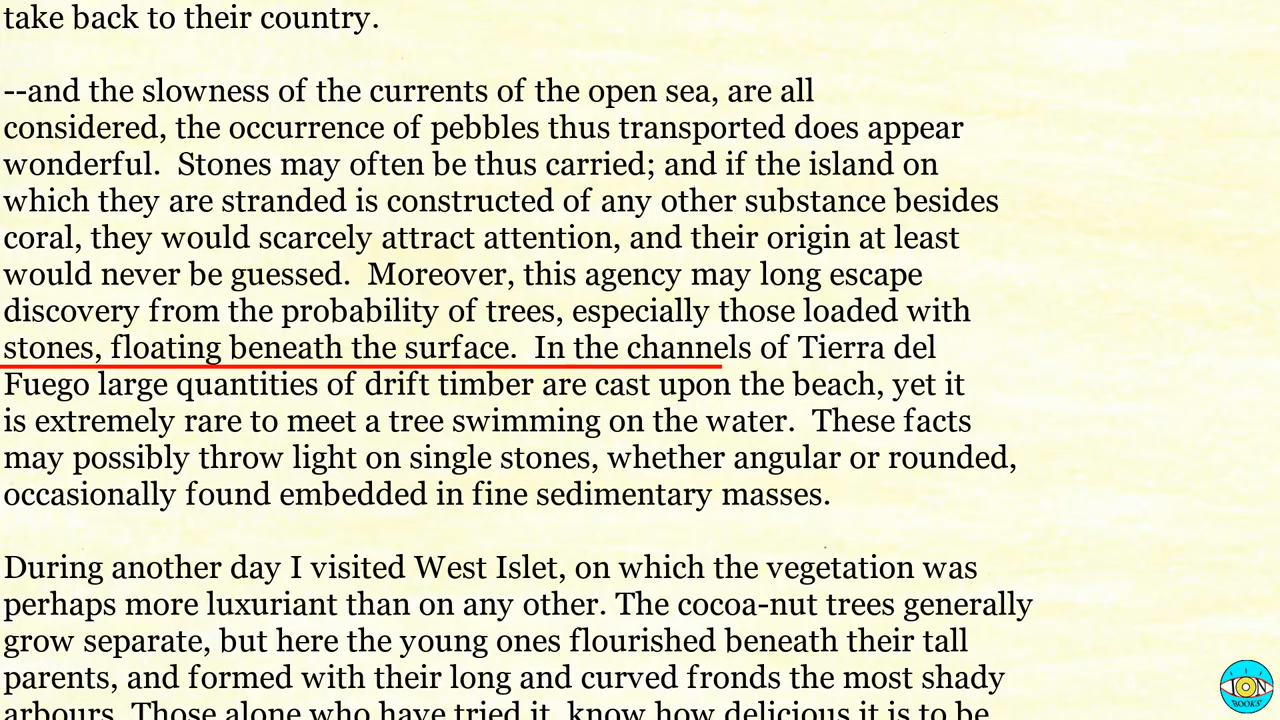 take back to their country.
--and the slowness of the currents of the open sea, are all
considered, the occurrence of pebbles thus transported does appear
wonderful.  Stones may often be thus carried; and if the island on
which they are stranded is constructed of any other substance besides
coral, they would scarcely attract attention, and their origin at least
would never be guessed.  Moreover, this agency may long escape
discovery from the probability of trees, especially those loaded with
stones, floating beneath the surface.  In the channels of Tierra del
Fuego large quantities of drift timber are cast upon the beach, yet it
is extremely rare to meet a tree swimming on the water.  These facts
may possibly throw light on single stones, whether angular or rounded,
occasionally found embedded in fine sedimentary masses.
During another day I visited West Islet, on which the vegetation was
perhaps more luxuriant than on any other. The cocoa-nut trees generally
grow separate, but here the young ones flourished beneath their tall
parents, and formed with their long and curved fronds the most shady
arbours. Those alone who have tried it, know how delicious it is to be
ION
BOOKS